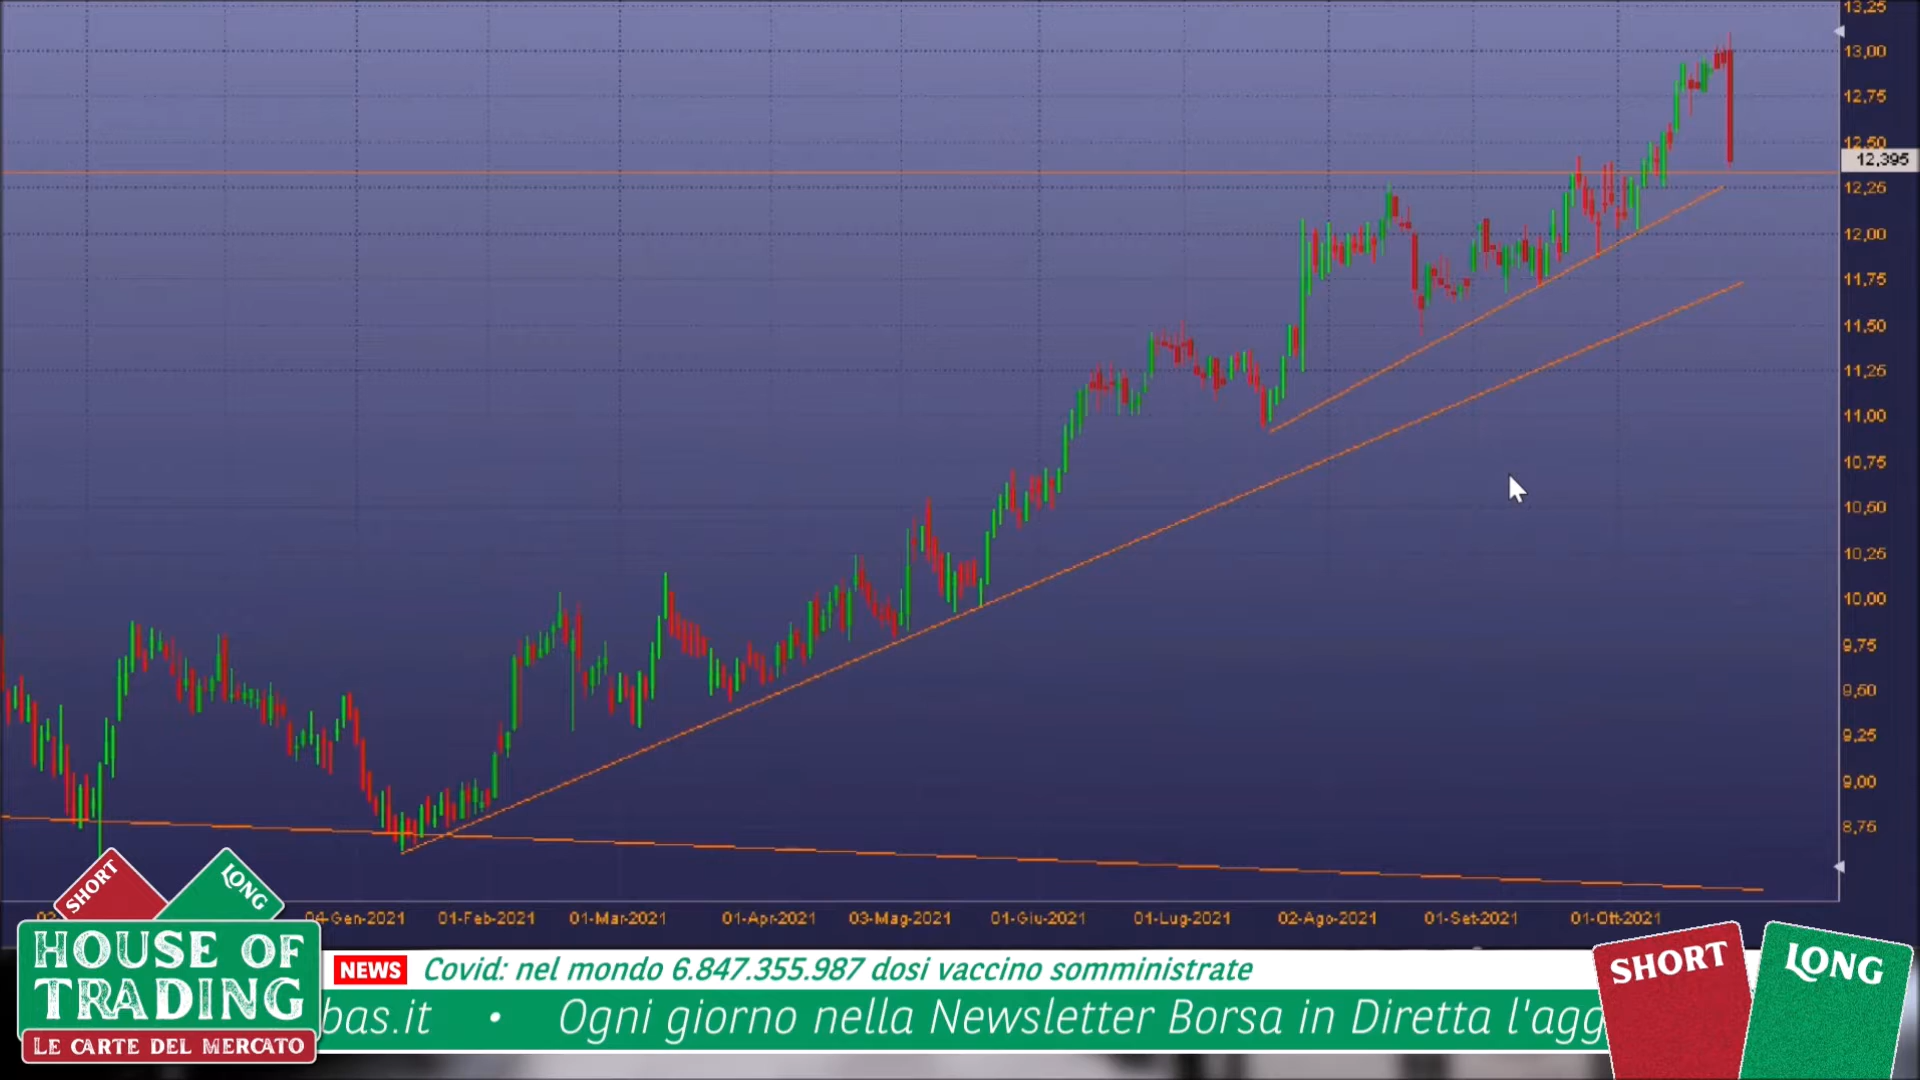 13,25
13,00
12,75
12,50
12,395
12,25
12,00
11,75
11,50
11,25
11,00
10,75
10,50
10,25
10,00
9,75
9,50
9,25
9,00
8,75
04-Gen-2021 01-Feb-2021 01-Mar-2021 01-Apr-2021 03-Mag-2021 01-Giu-2021 01-Lug-2021 02-Ago-2021 01-Set-2021 01-Ott-2021
SHORT LONG
HOUSE OF
TRADING
LE CARTE DEL MERCATO
NEWS Covid: nel mondo 6.847.355.987 dosi vaccino somministrate
bas.it • Ogni giorno nella Newsletter Borsa in Diretta l'agg
SHORT LONG